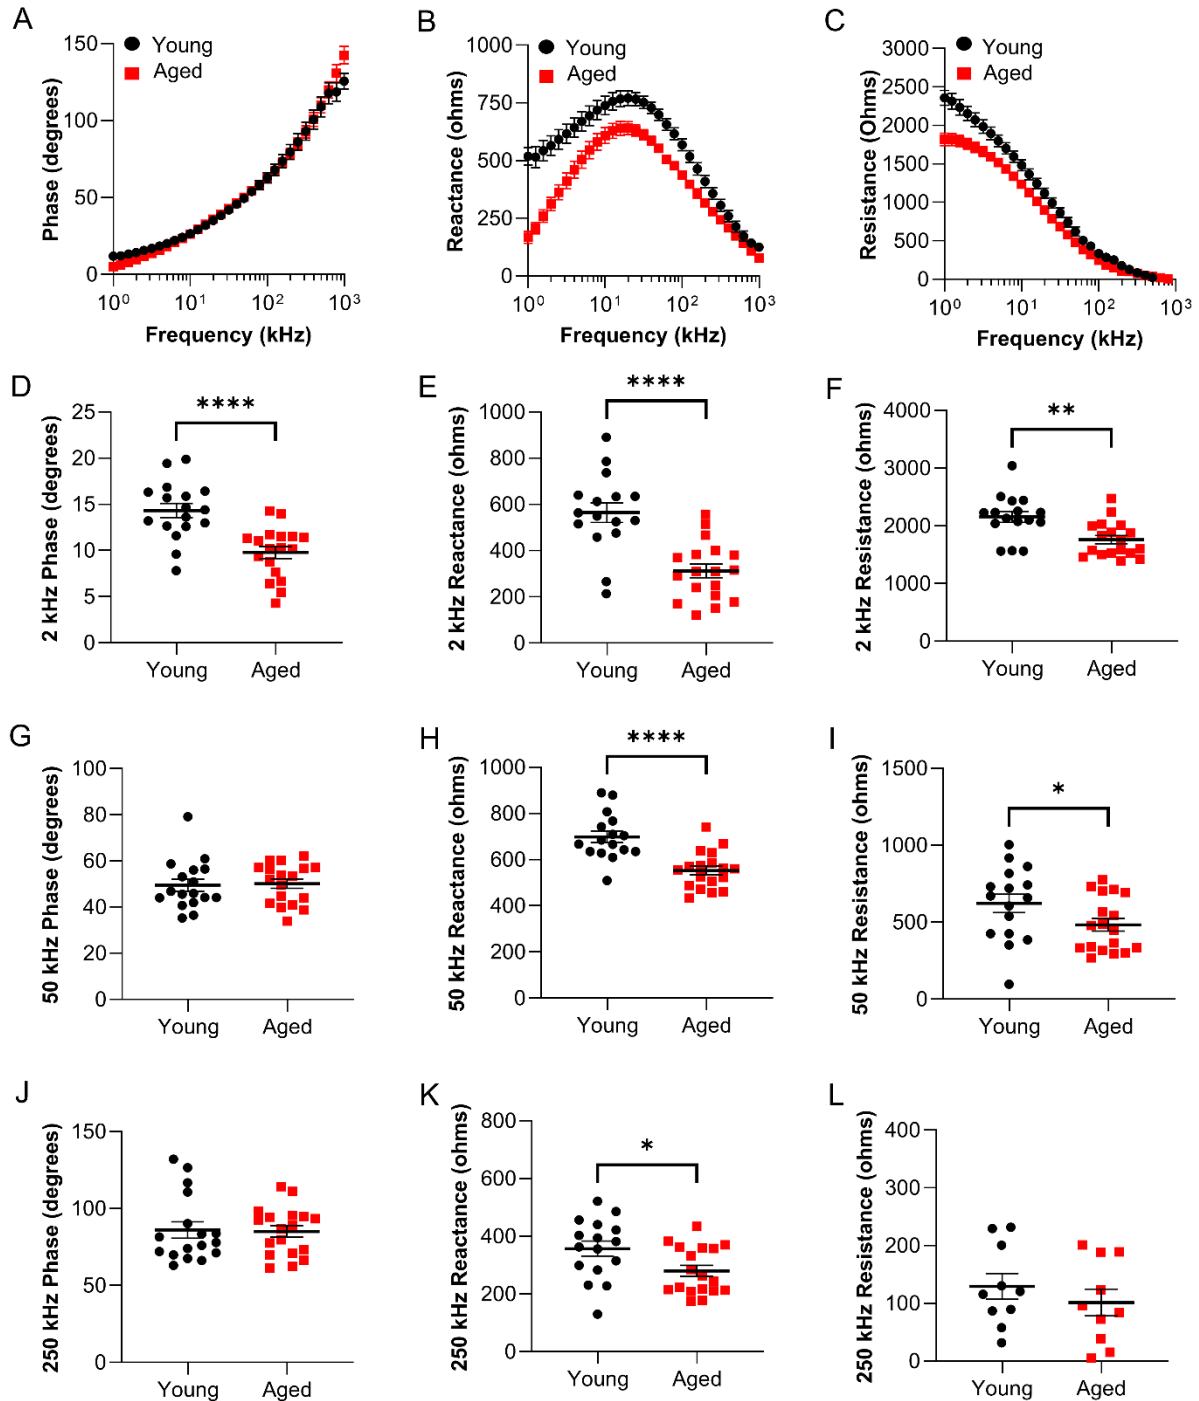 A
Young
Aged
150
100
50
0
10⁰
10¹
10²
10³
Phase (degrees)
Frequency (kHz)
B
Young
Aged
1000
750
500
250
0
10⁰
10¹
10²
10³
Reactance (ohms)
Frequency (kHz)
C
Young
Aged
3000
2500
2000
1500
1000
500
0
10⁰
10¹
10²
10³
Resistance (Ohms)
Frequency (kHz)
D
****
25
20
15
10
5
0
2 kHz Phase (degrees)
Young
Aged
E
****
1000
800
600
400
200
0
2 kHz Reactance (ohms)
Young
Aged
F
**
4000
3000
2000
1000
0
2 kHz Resistance (ohms)
Young
Aged
G
100
80
60
40
20
0
50 kHz Phase (degrees)
Young
Aged
H
****
1000
800
600
400
200
0
50 kHz Reactance (ohms)
Young
Aged
I
*
1500
1000
500
0
50 kHz Resistance (ohms)
Young
Aged
J
150
100
50
0
250 kHz Phase (degrees)
Young
Aged
K
*
800
600
400
200
0
250 kHz Reactance (ohms)
Young
Aged
L
400
300
200
100
0
250 kHz Resistance (ohms)
Young
Aged